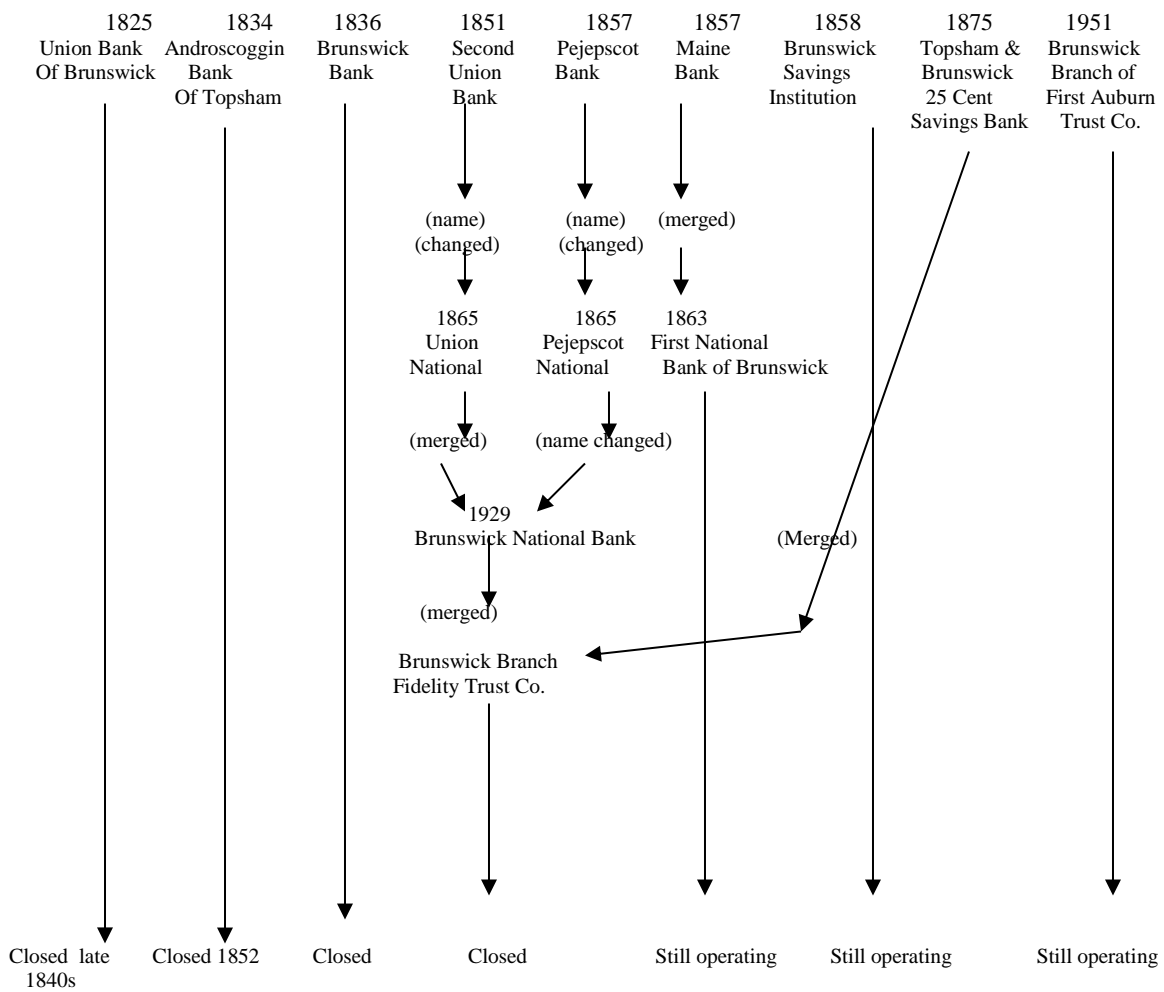 1825
Union Bank
Of Brunswick
1834
Androscoggin
Bank
Of Topsham
1836
Brunswick
Bank
1851
Second
Union
Bank
1857
Pejepscot
Bank
1857
Maine
Bank
1858
Brunswick
Savings
Institution
1875
Topsham &
Brunswick
25 Cent
Savings Bank
1951
Brunswick
Branch of
First Auburn
Trust Co.
(name)
(changed)
(name)
(changed)
(merged)
1865
Union
National
1865
Pejepscot
National
1863
First National
Bank of Brunswick
(merged)
(name changed)
1929
Brunswick National Bank
(Merged)
(merged)
Brunswick Branch
Fidelity Trust Co.
Closed late
1840s
Closed 1852
Closed
Closed
Still operating
Still operating
Still operating